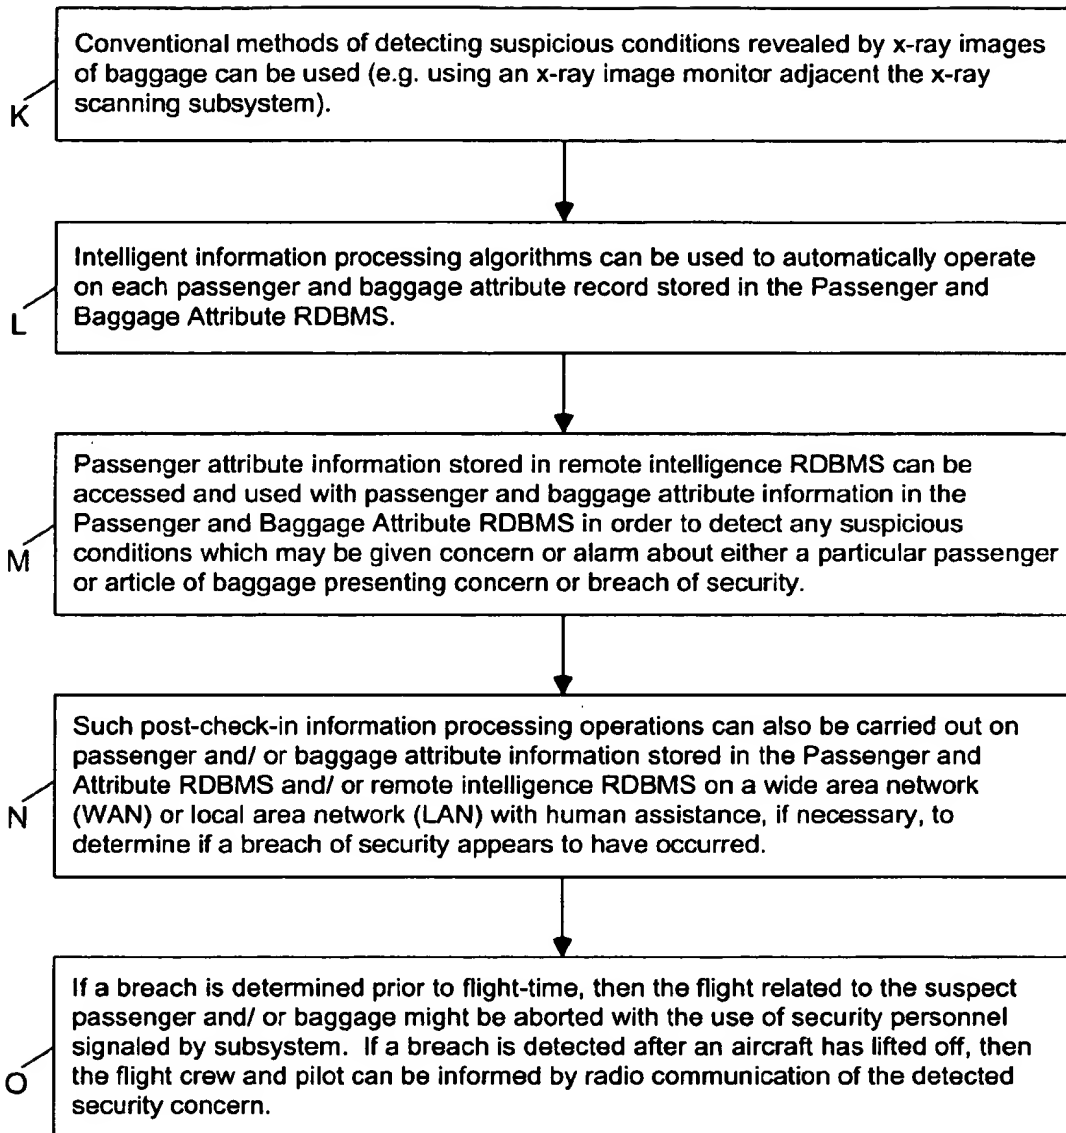 Conventional methods of detecting suspicious conditions revealed by x-ray images
of baggage can be used (e.g. using an x-ray image monitor adjacent the x-ray
scanning subsystem).
K
Intelligent information processing algorithms can be used to automatically operate
on each passenger and baggage attribute record stored in the Passenger and
Baggage Attribute RDBMS.
L
Passenger attribute information stored in remote intelligence RDBMS can be
accessed and used with passenger and baggage attribute information in the
Passenger and Baggage Attribute RDBMS in order to detect any suspicious
conditions which may be given concern or alarm about either a particular passenger
or article of baggage presenting concern or breach of security.
M
Such post-check-in information processing operations can also be carried out on
passenger and/ or baggage attribute information stored in the Passenger and
Attribute RDBMS and/ or remote intelligence RDBMS on a wide area network
(WAN) or local area network (LAN) with human assistance, if necessary, to
determine if a breach of security appears to have occurred.
N
If a breach is determined prior to flight-time, then the flight related to the suspect
passenger and/ or baggage might be aborted with the use of security personnel
signaled by subsystem.  If a breach is detected after an aircraft has lifted off, then
the flight crew and pilot can be informed by radio communication of the detected
security concern.
O